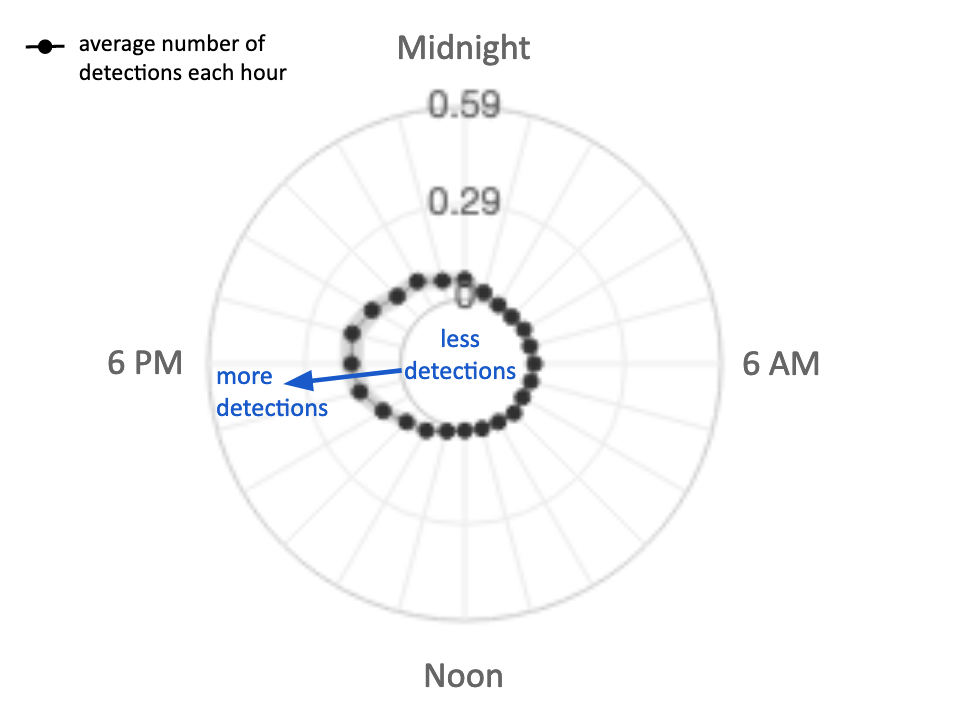 average number of
detections each hour
Midnight
0.59
0.29
0
less
detections
6 PM
more
detections
6 AM
Noon